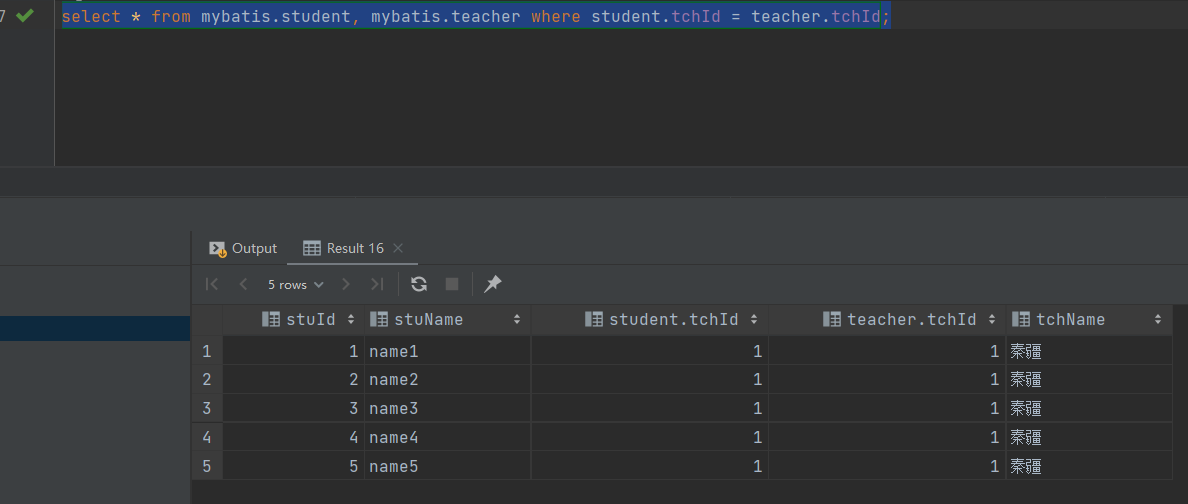 7 select * from mybatis.student, mybatis.teacher where student.tchId = teacher.tchId;
Output Result 16
5 rows
stuId stuName student.tchId teacher.tchId tchName
1 1 name1 1 1 秦疆
2 2 name2 1 1 秦疆
3 3 name3 1 1 秦疆
4 4 name4 1 1 秦疆
5 5 name5 1 1 秦疆